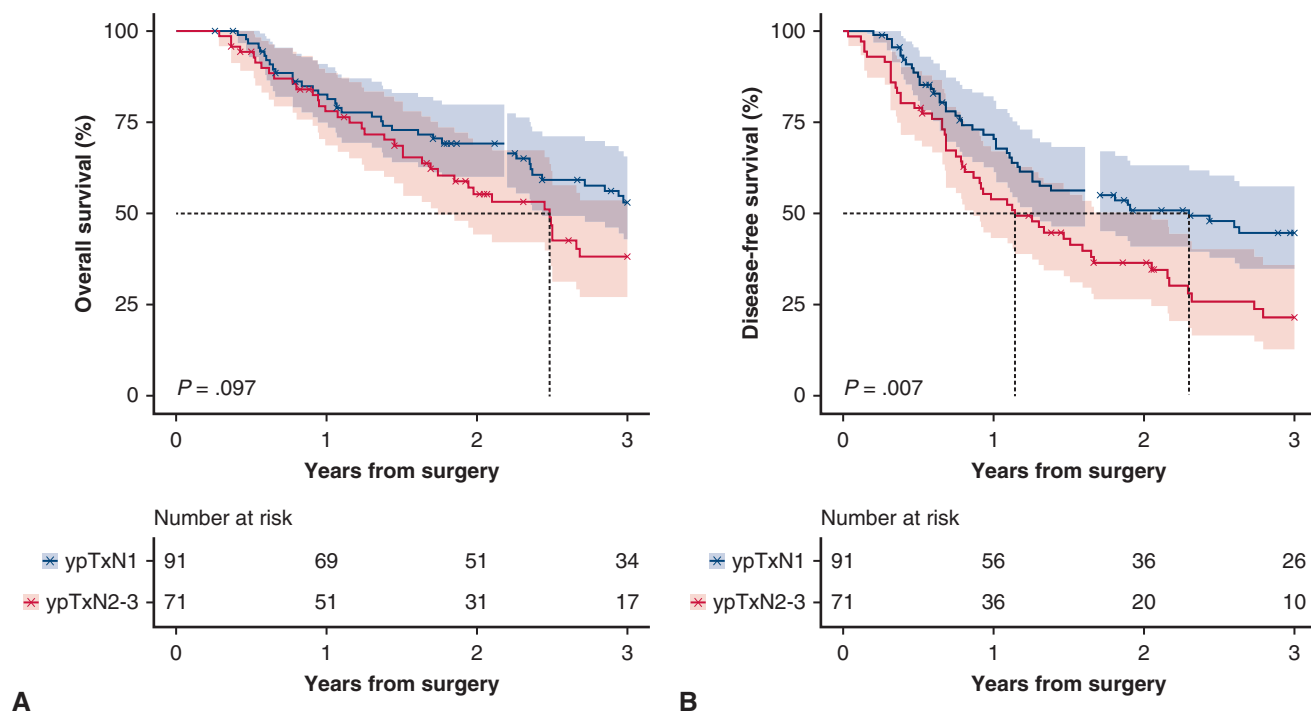 Overall survival (%)
100
75
50
25
0
P = .097
0 1 2 3
Years from surgery
Number at risk
ypTxN1 91 69 51 34
ypTxN2-3 71 51 31 17
0 1 2 3
Years from surgery
A
Disease-free survival (%)
100
75
50
25
0
P = .007
0 1 2 3
Years from surgery
Number at risk
ypTxN1 91 56 36 26
ypTxN2-3 71 36 20 10
0 1 2 3
Years from surgery
B